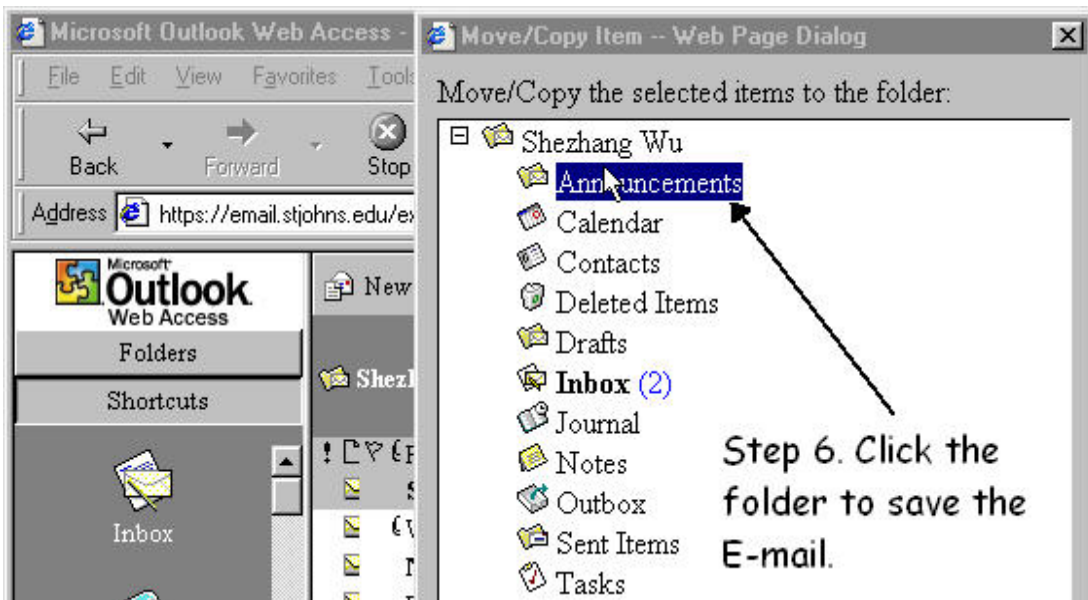 Microsoft Outlook Web Access -
File Edit View Favorites Tools
Back Forward Stop
Address https://email.stjohns.edu/ex
Microsoft
Outlook
Web Access
Folders
Shortcuts
Inbox
New
Move/Copy Item -- Web Page Dialog
Move/Copy the selected items to the folder:
Shezhang Wu
Announcements
Calendar
Contacts
Deleted Items
Drafts
Inbox (2)
Journal
Notes
Outbox
Sent Items
Tasks
Step 6. Click the
folder to save the
E-mail.